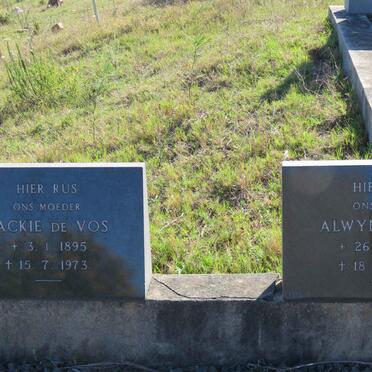 HIER RUS
ONS MOEDER
ACKIE DE VOS
+ 3.1.1895
+ 15.7.1973
HIE
ONS
ALWYN
+ 26
+ 18